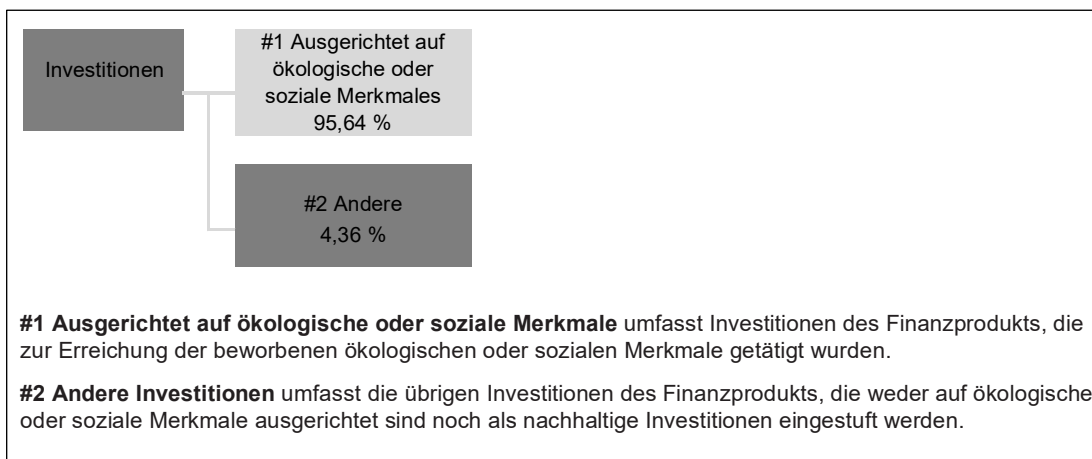 Investitionen
#1 Ausgerichtet auf
ökologische oder
soziale Merkmales
95,64 %
#2 Andere
4,36 %
#1 Ausgerichtet auf ökologische oder soziale Merkmale umfasst Investitionen des Finanzprodukts, die
zur Erreichung der beworbenen ökologischen oder sozialen Merkmale getätigt wurden.
#2 Andere Investitionen umfasst die übrigen Investitionen des Finanzprodukts, die weder auf ökologische
oder soziale Merkmale ausgerichtet sind noch als nachhaltige Investitionen eingestuft werden.